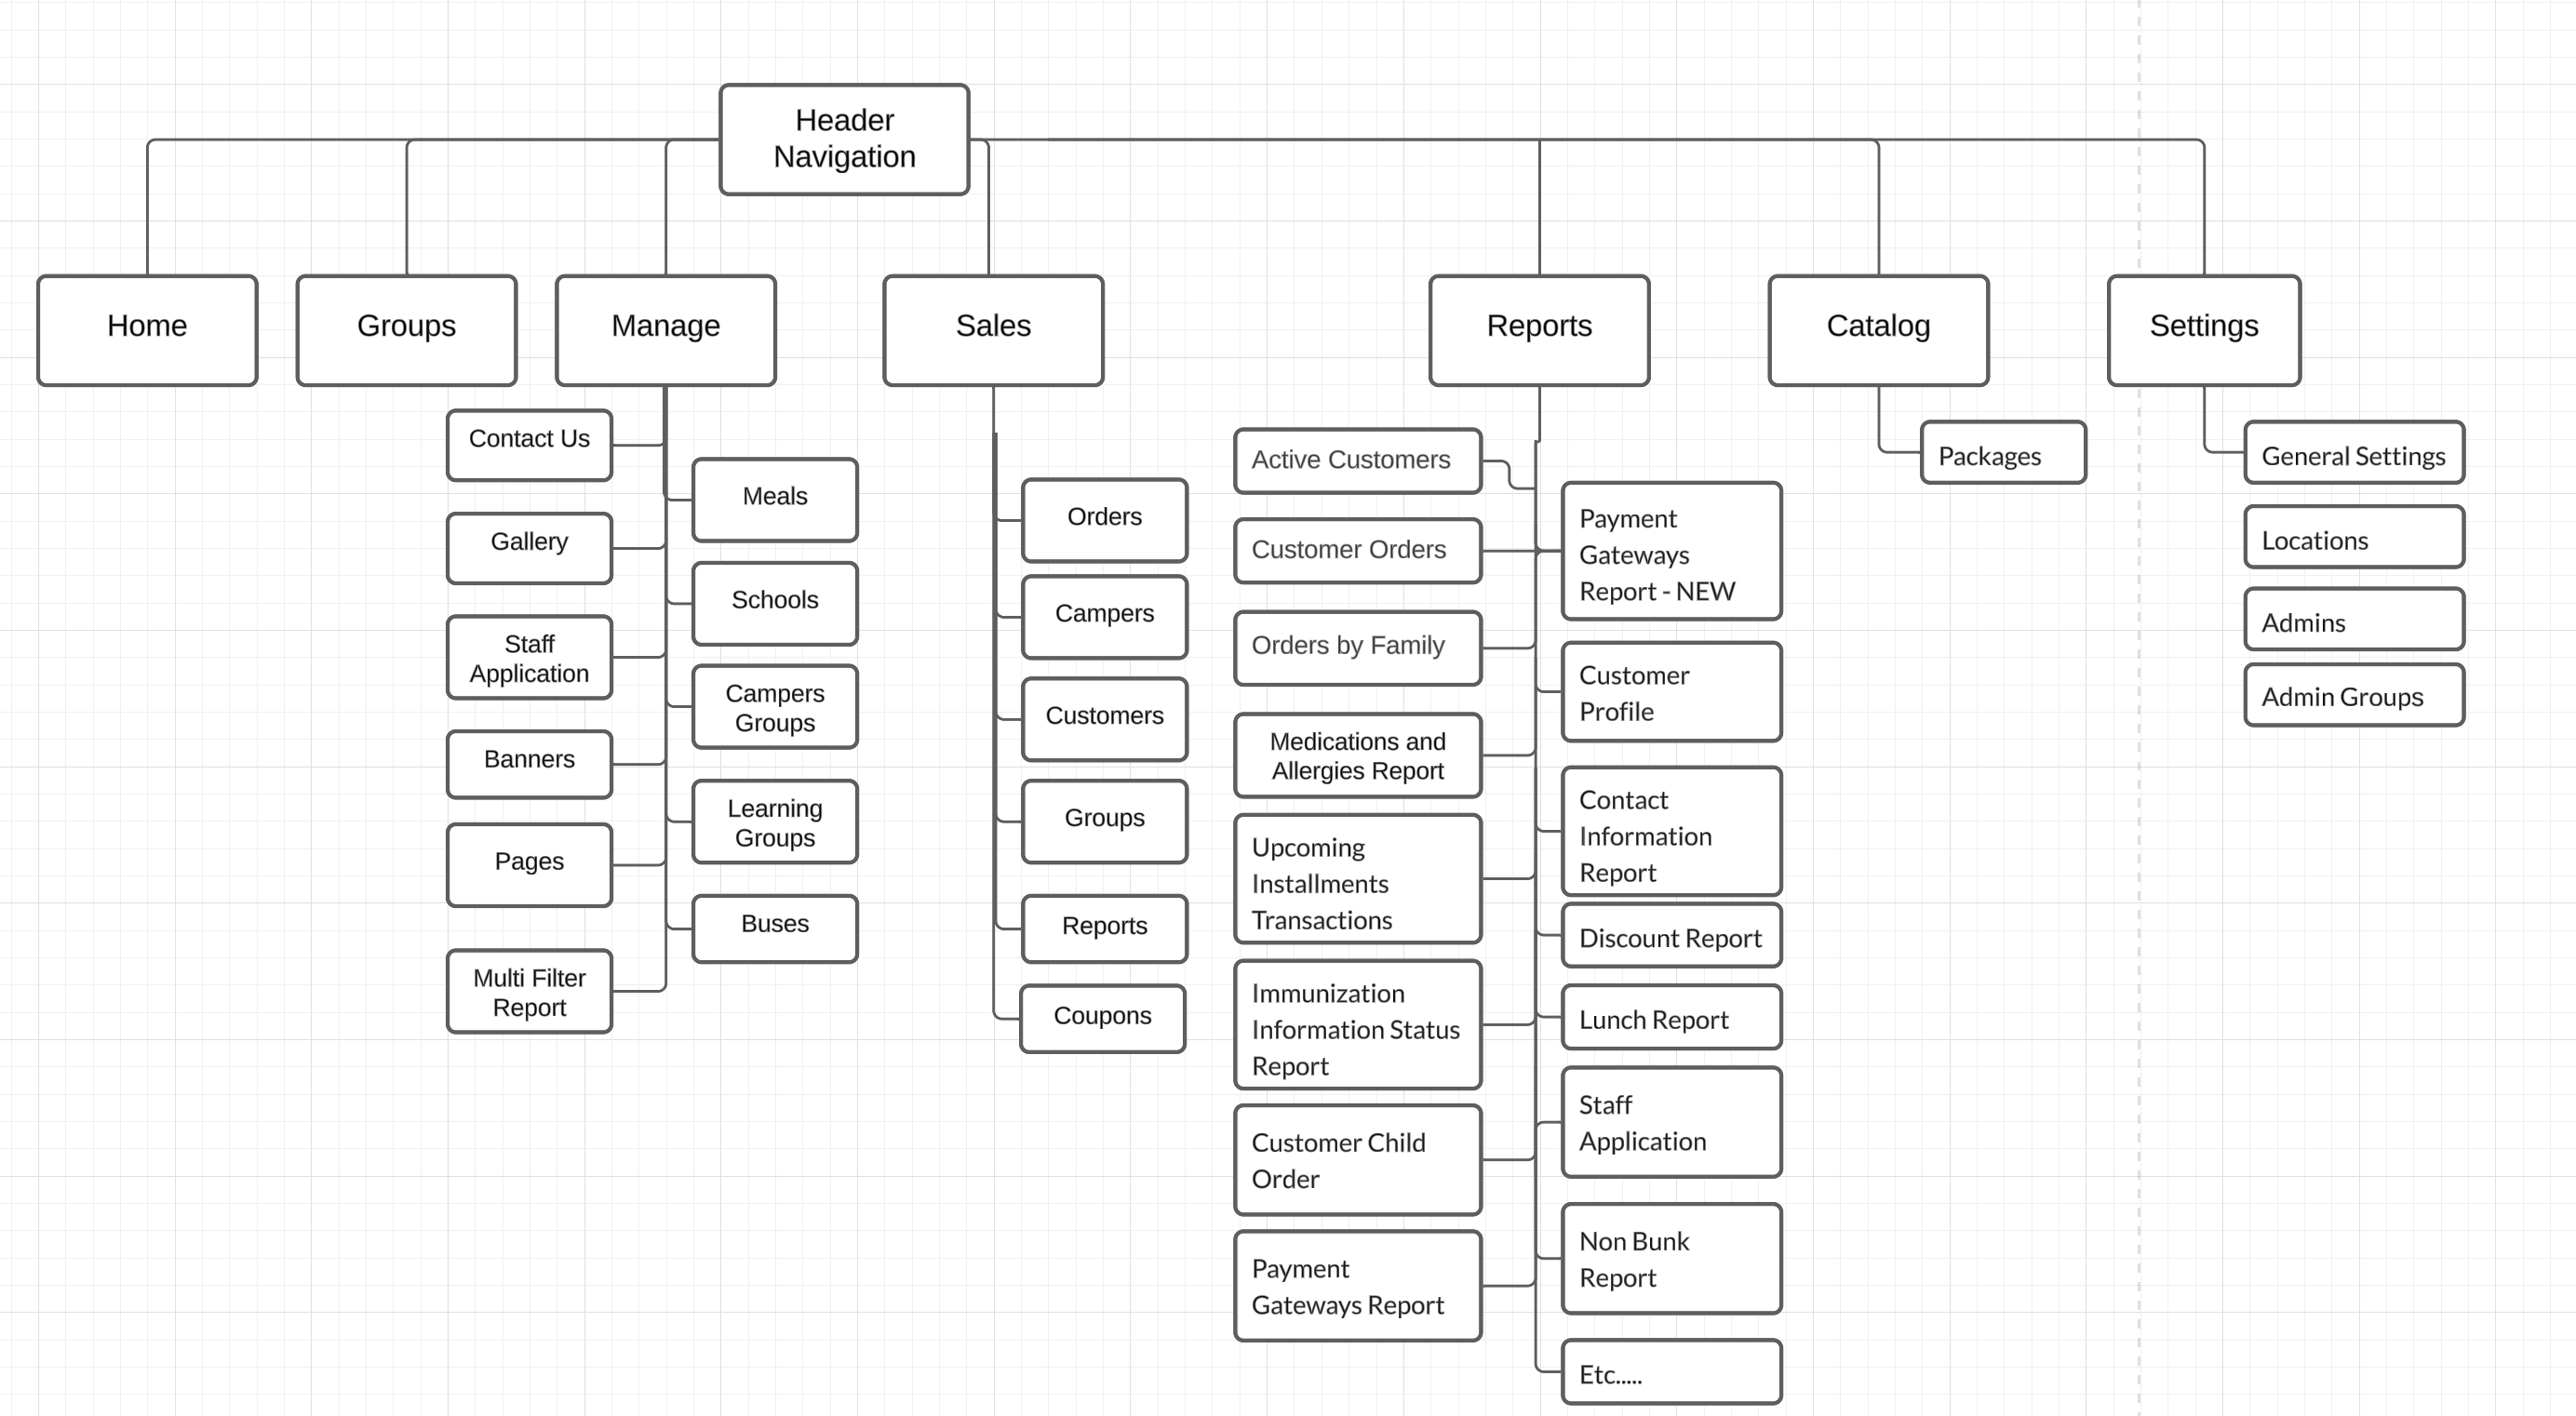 Header
Navigation
Home
Groups
Manage
Sales
Reports
Catalog
Settings
Contact Us
Gallery
Staff
Application
Banners
Pages
Multi Filter
Report
Meals
Schools
Campers
Groups
Learning
Groups
Buses
Orders
Campers
Customers
Groups
Reports
Coupons
Active Customers
Customer Orders
Orders by Family
Medications and
Allergies Report
Upcoming
Installments
Transactions
Immunization
Information Status
Report
Customer Child
Order
Payment
Gateways Report
Payment
Gateways
Report - NEW
Customer
Profile
Contact
Information
Report
Discount Report
Lunch Report
Staff
Application
Non Bunk
Report
Etc.....
Packages
General Settings
Locations
Admins
Admin Groups